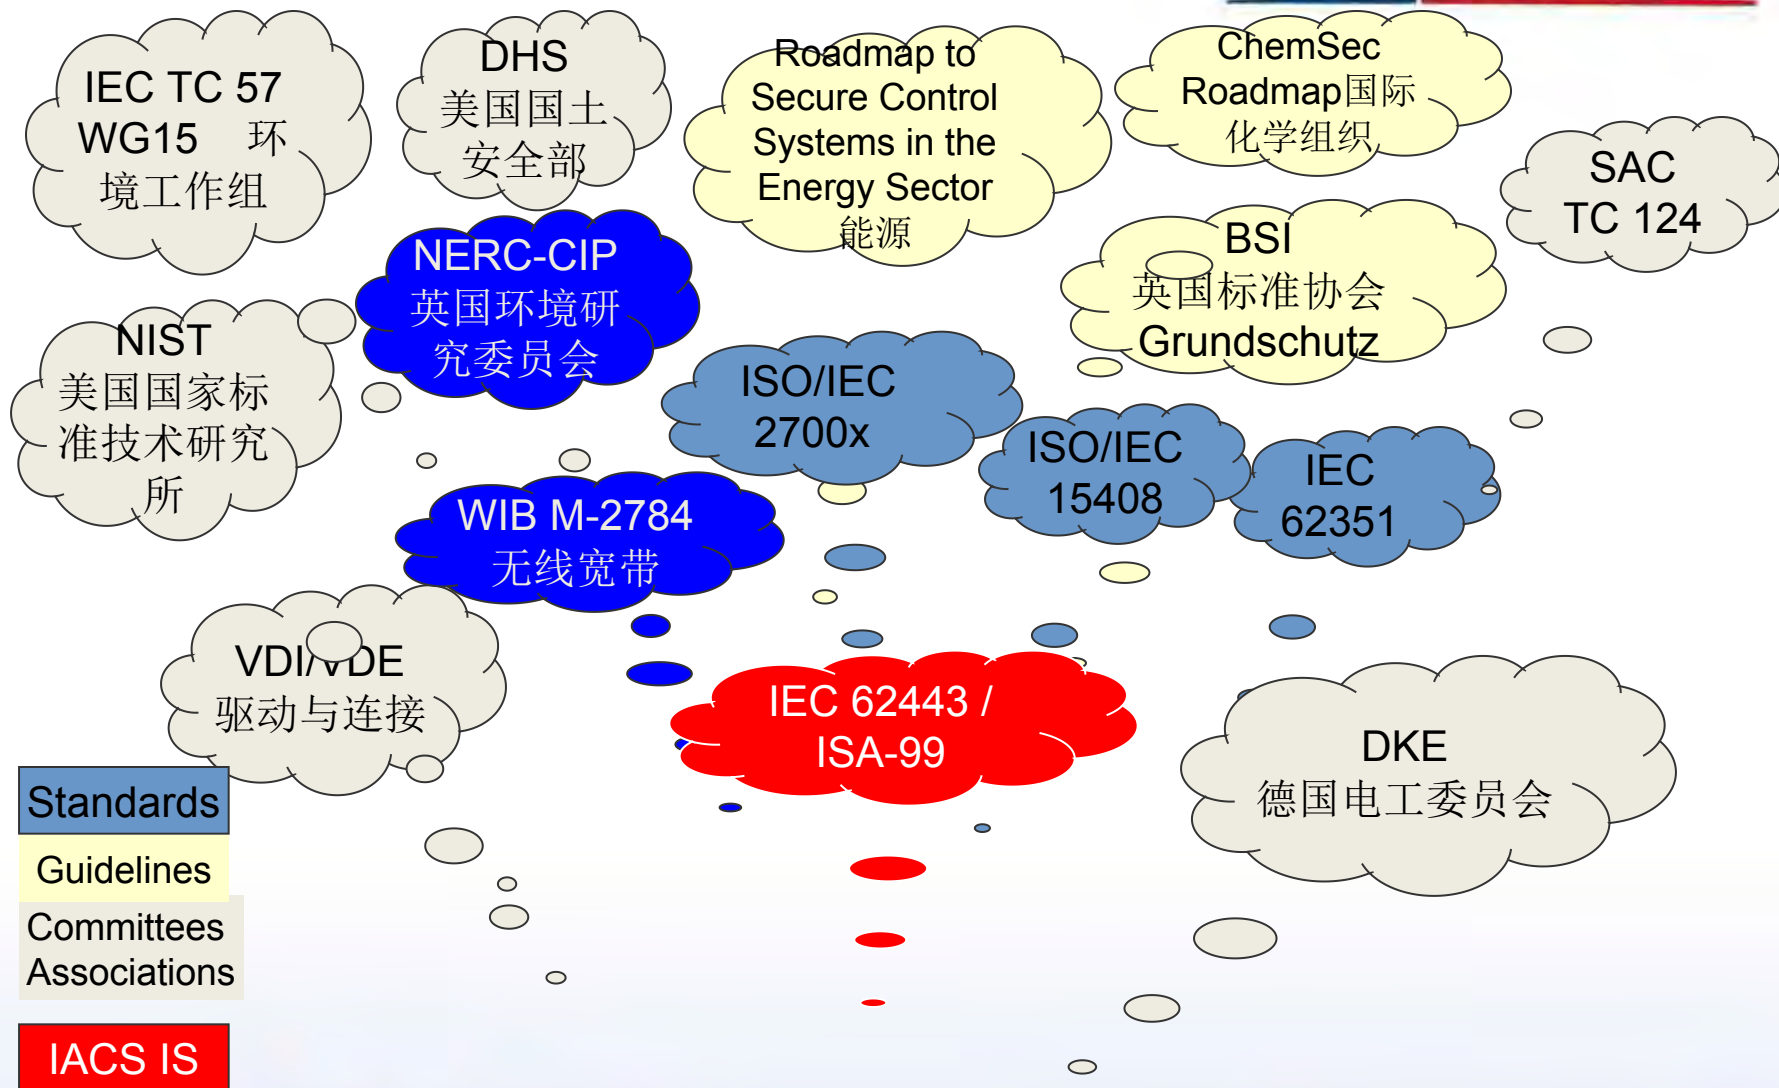 IEC TC 57
WG15 环
境工作组
DHS
美国国土
安全部
Roadmap to
Secure Control
Systems in the
Energy Sector
能源
ChemSec
Roadmap国际
化学组织
SAC
TC 124
NERC-CIP
英国环境研
究委员会
BSI
英国标准协会
Grundschutz
NIST
美国国家标
准技术研究
所
ISO/IEC
2700x
ISO/IEC
15408
IEC
62351
WIB M-2784
无线宽带
VDI/VDE
驱动与连接
IEC 62443 /
ISA-99
DKE
德国电工委员会
Standards
Guidelines
Committees
Associations
IACS IS